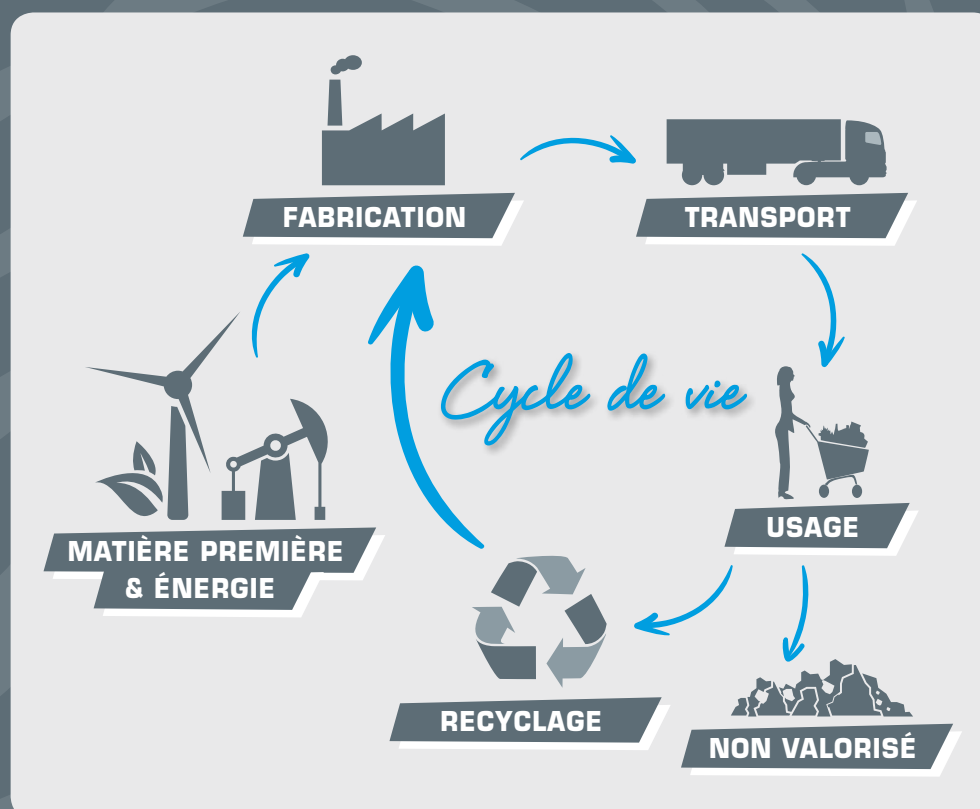 FABRICATION
TRANSPORT
Cycle de vie
MATIÈRE PREMIÈRE
& ÉNERGIE
USAGE
RECYCLAGE
NON VALORISÉ